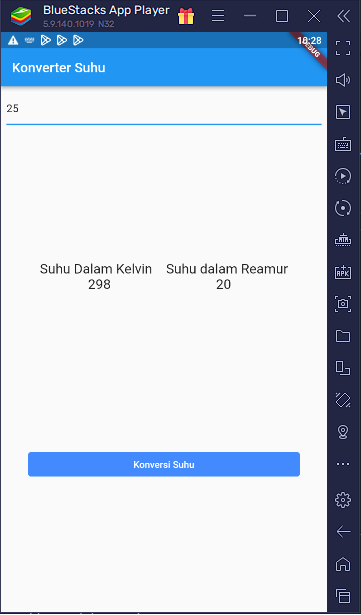 BlueStacks App Player
5.9.140.1019 N32
18:28
DEBUG
Konverter Suhu
25
Suhu Dalam Kelvin
298
Suhu dalam Reamur
20
Konversi Suhu
APK